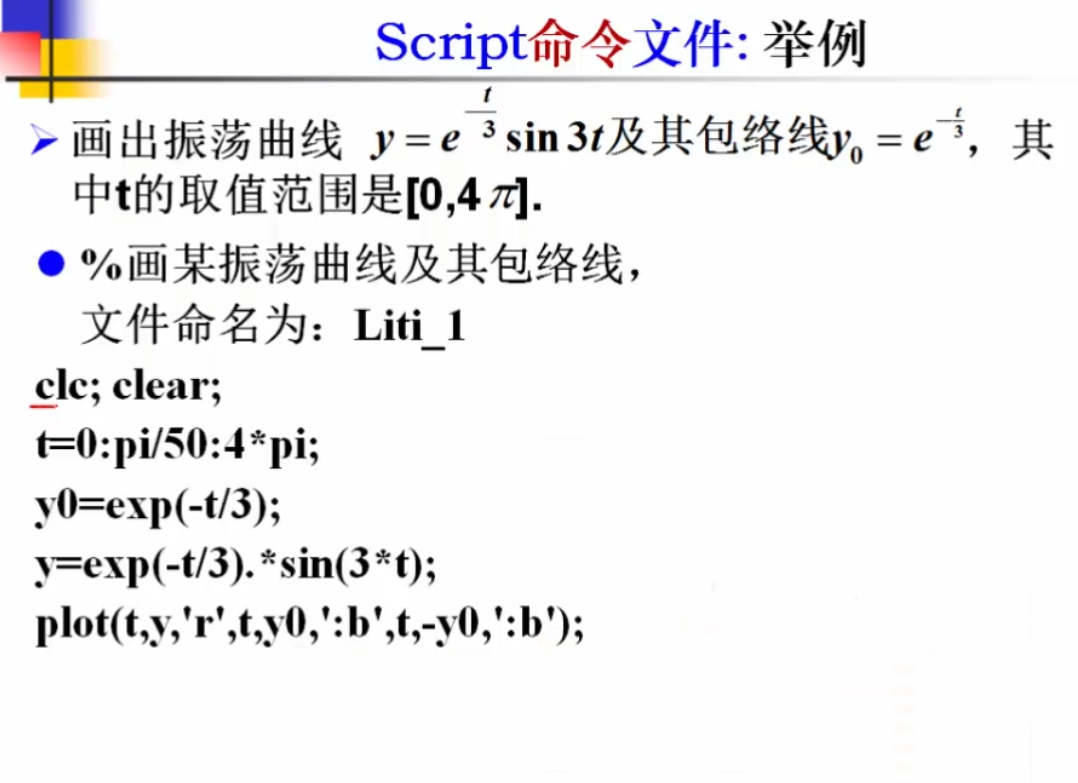 Script命令文件: 举例
画出振荡曲线 y = e^{-t/3} sin 3t及其包络线y₀ = e^{-t/3}，其
中t的取值范围是[0,4π].
%画某振荡曲线及其包络线，
文件命名为：Liti_1
clc; clear;
t=0:pi/50:4*pi;
y0=exp(-t/3);
y=exp(-t/3).*sin(3*t);
plot(t,y,'r',t,y0,':b',t,-y0,':b');